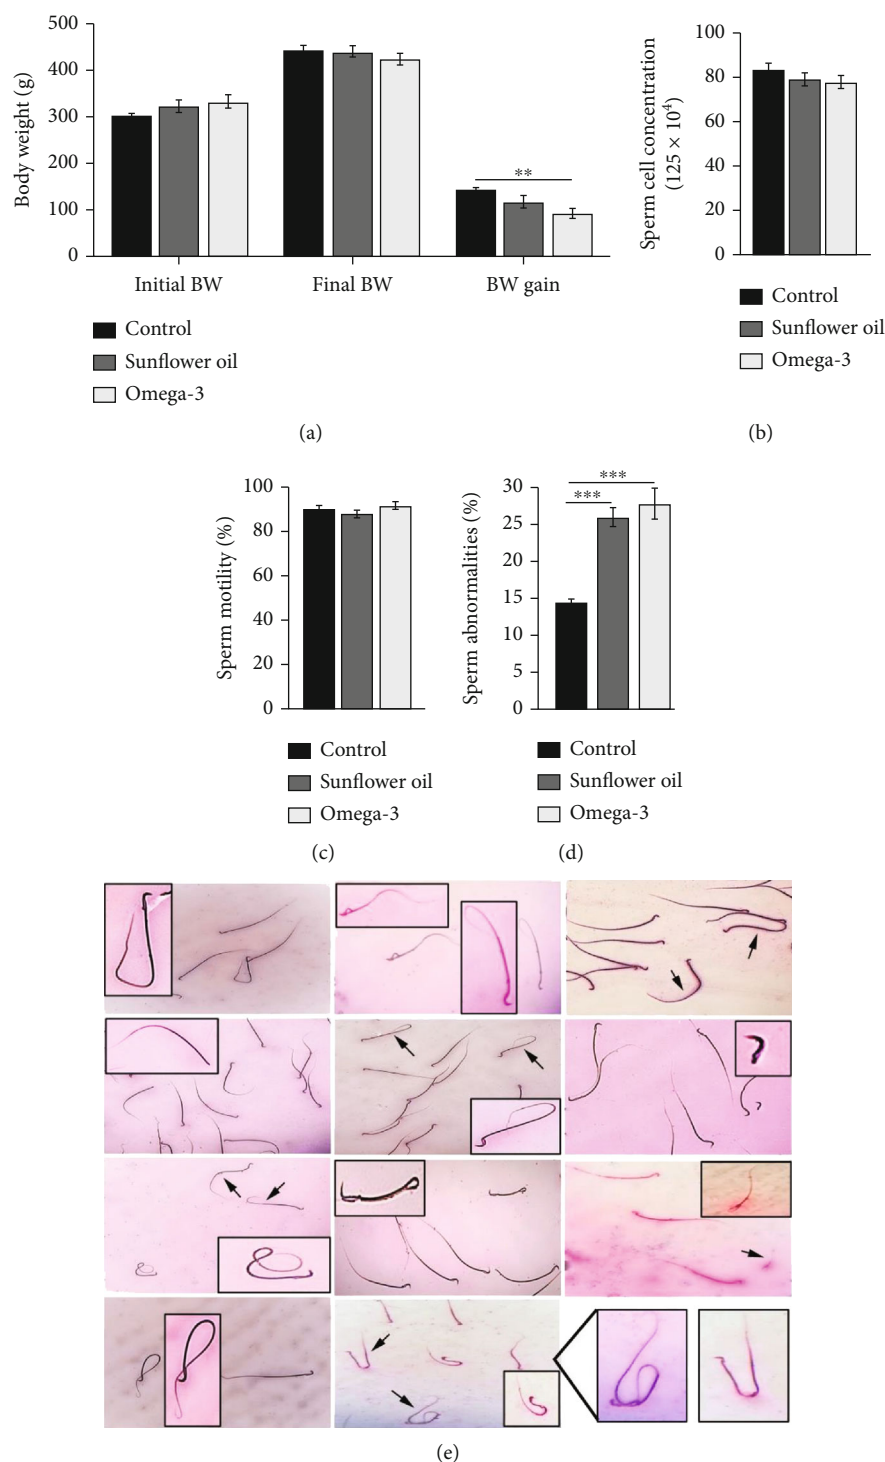 500
400
300
200
100
0
Body weight (g)
**
Initial BW
Final BW
BW gain
Control
Sunflower oil
Omega-3
(a)
100
80
60
40
20
0
Sperm cell concentration
(125 × 10⁴)
Control
Sunflower oil
Omega-3
(b)
100
80
60
40
20
0
Sperm motility (%)
Control
Sunflower oil
Omega-3
(c)
30
25
20
15
10
5
0
Sperm abnormalities (%)
***
***
Control
Sunflower oil
Omega-3
(d)
(e)